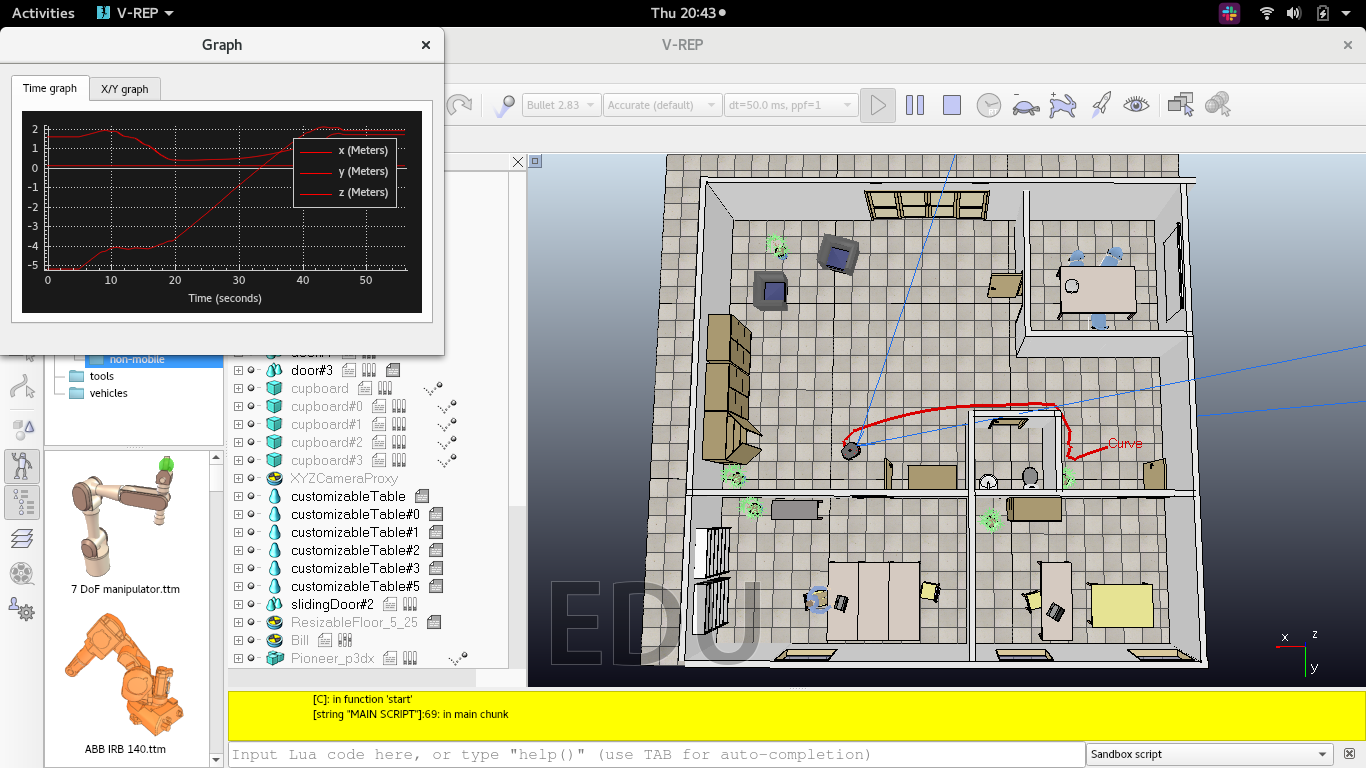 Activities
V-REP
Thu 20:43
Graph
V-REP
Time graph
X/Y graph
Bullet 2.83
Accurate (default)
dt=50.0 ms, ppf=1
2
1
0
-1
-2
-3
-4
-5
x (Meters)
y (Meters)
z (Meters)
0
10
20
30
40
50
Time (seconds)
non-mobile
tools
vehicles
door#3
cupboard
cupboard#0
cupboard#1
cupboard#2
cupboard#3
XYZCameraProxy
customizableTable
customizableTable#0
customizableTable#1
customizableTable#2
customizableTable#3
customizableTable#5
slidingDoor#2
ResizableFloor_5_25
Bill
Pioneer_p3dx
7 DoF manipulator.ttm
ABB IRB 140.ttm
Curve
EDU
x
z
y
[C]: in function 'start'
[string "MAIN SCRIPT"]:69: in main chunk
Input Lua code here, or type "help()" (use TAB for auto-completion)
Sandbox script